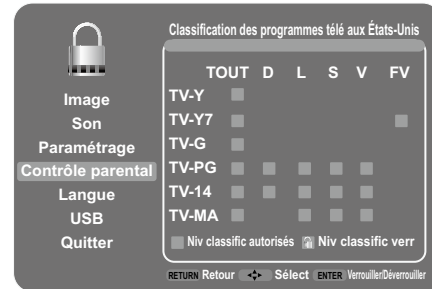 Classification des programmes télé aux États-Unis
TOUT D L S V FV
TV-Y
TV-Y7
TV-G
TV-PG
TV-14
TV-MA
Niv classific autorisés Niv classific verr
Image
Son
Paramétrage
Contrôle parental
Langue
USB
Quitter
RETURN Retour Sélect ENTER Verrouiller/Déverrouiller